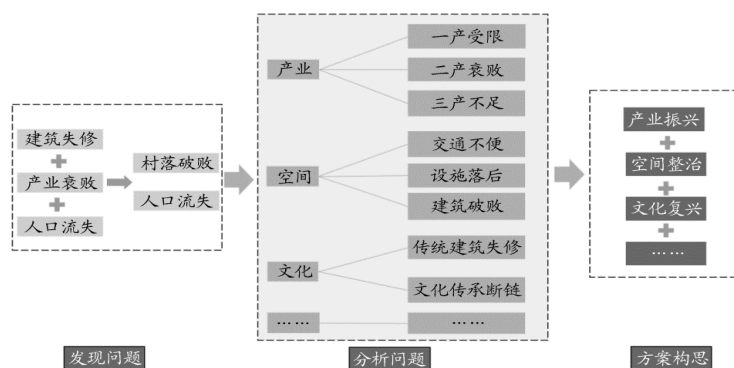 建筑失修
产业衰败
人口流失
村落破败
人口流失
发现问题
产业
一产受限
二产衰败
三产不足
空间
交通不便
设施落后
建筑破败
文化
传统建筑失修
文化传承断链
……
……
分析问题
产业振兴
空间整治
文化复兴
……
方案构思